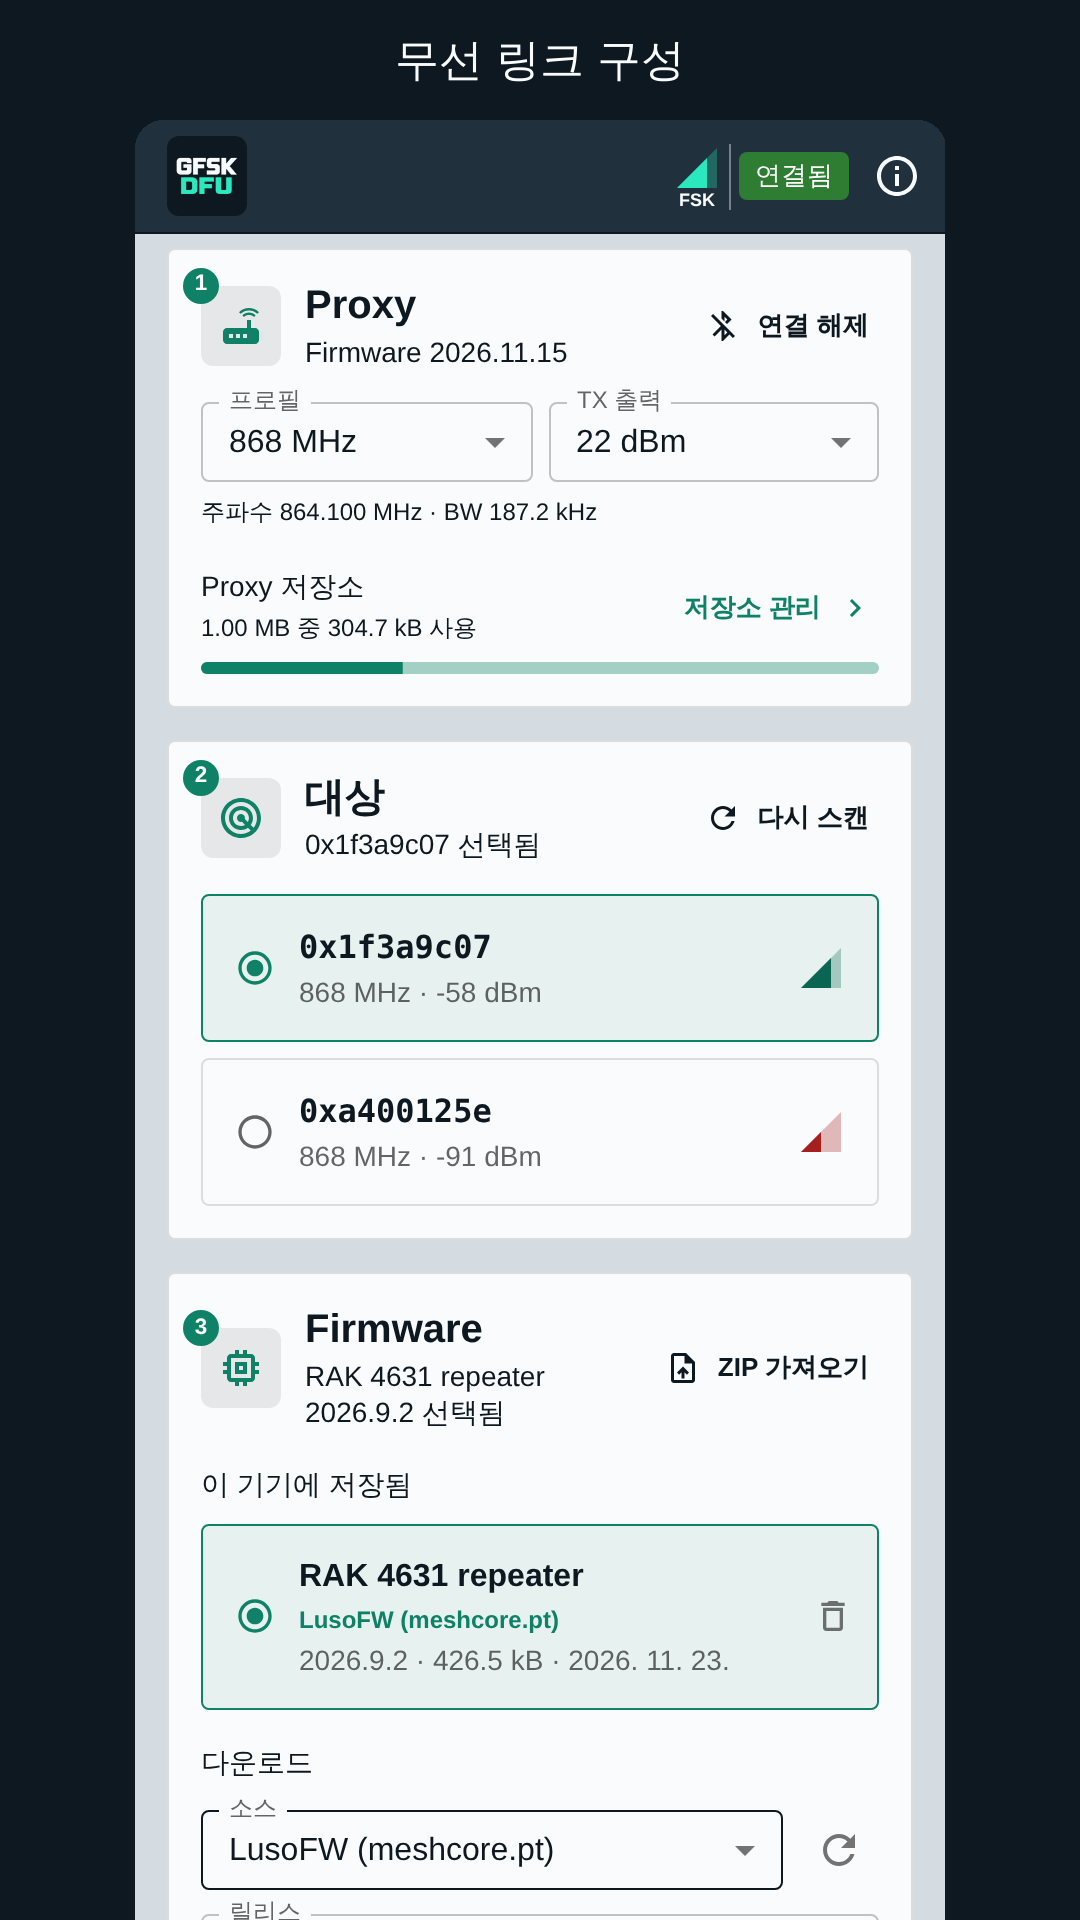 무선 링크 구성
GFSK
DFU
FSK
연결됨
1
Proxy
Firmware 2026.11.15
연결 해제
프로필
868 MHz
TX 출력
22 dBm
주파수 864.100 MHz · BW 187.2 kHz
Proxy 저장소
1.00 MB 중 304.7 kB 사용
저장소 관리
2
대상
0x1f3a9c07 선택됨
다시 스캔
0x1f3a9c07
868 MHz · -58 dBm
0xa400125e
868 MHz · -91 dBm
3
Firmware
RAK 4631 repeater
2026.9.2 선택됨
ZIP 가져오기
이 기기에 저장됨
RAK 4631 repeater
LusoFW (meshcore.pt)
2026.9.2 · 426.5 kB · 2026. 11. 23.
다운로드
소스
LusoFW (meshcore.pt)
릴리스